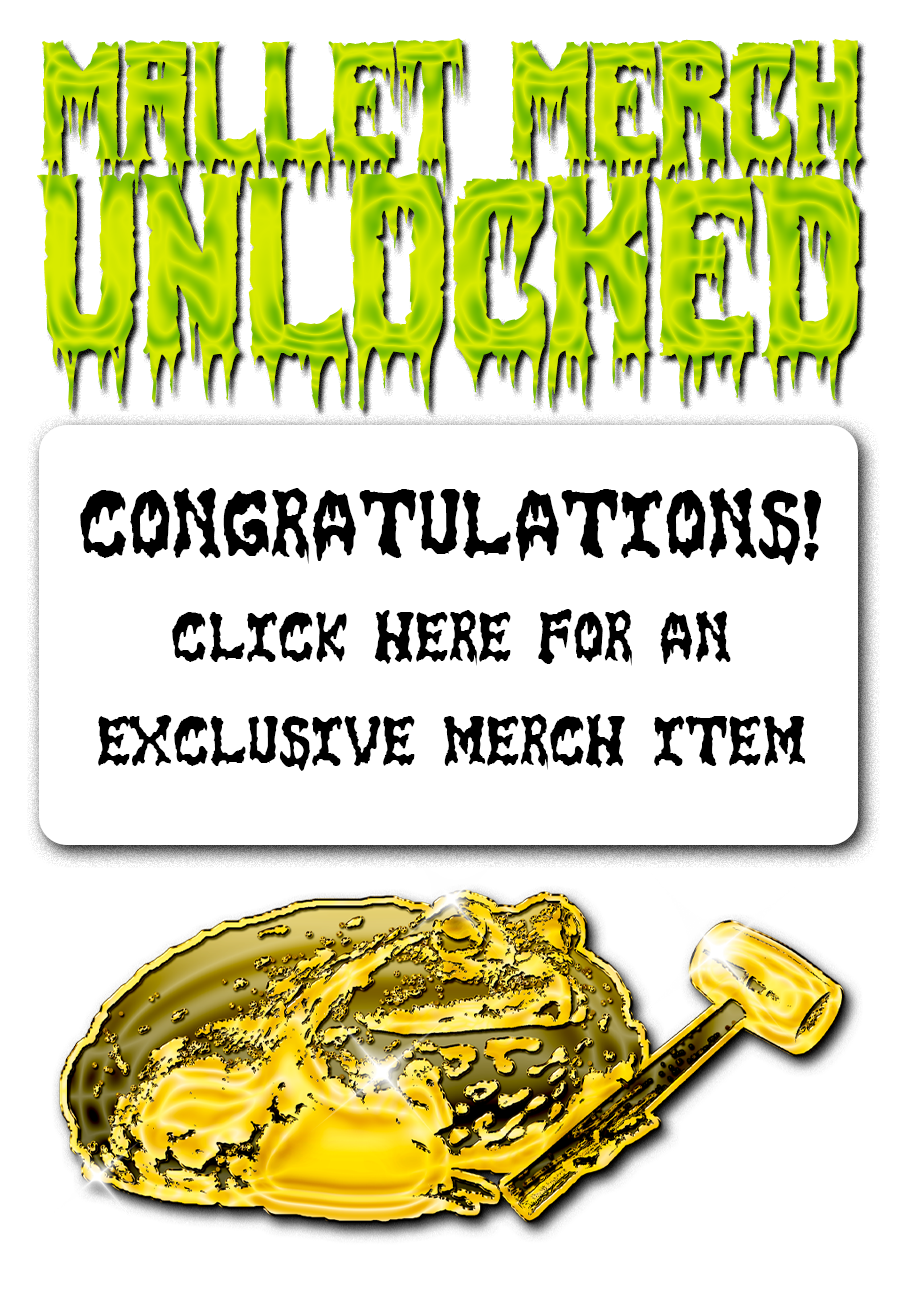 MALLET MERCH
UNLOCKED
CONGRATULATIONS!
CLICK HERE FOR AN
EXCLUSIVE MERCH ITEM